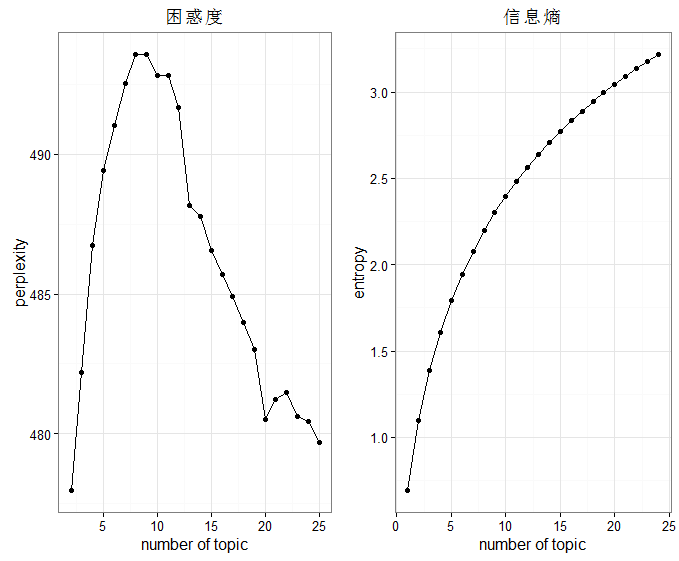 困惑度
perplexity
490
485
480
5 10 15 20 25
number of topic
信息熵
entropy
3.0
2.5
2.0
1.5
1.0
0 5 10 15 20 25
number of topic